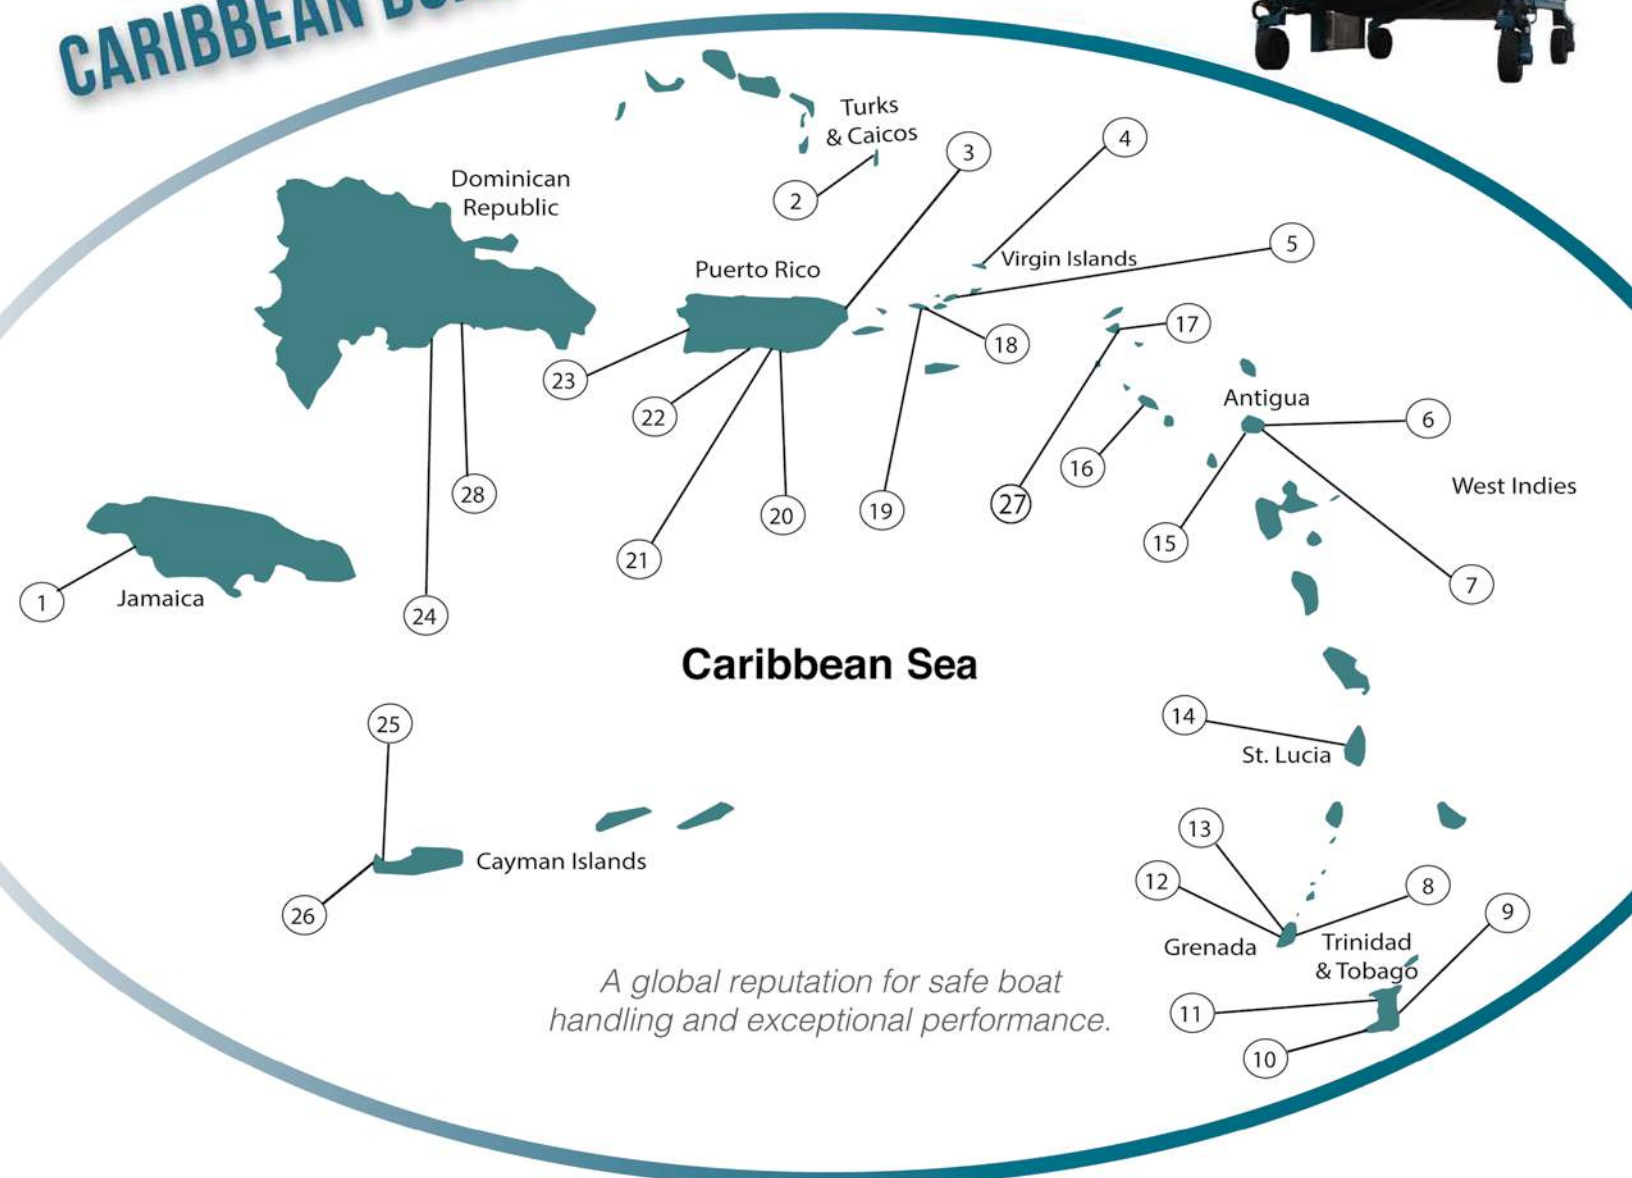 CARIBBEAN
Turks
& Caicos
4
3
Dominican
Republic
2
5
Virgin Islands
Puerto Rico
17
18
23
Antigua
22
6
16
West Indies
28
27
19
20
15
21
7
1
Jamaica
24
Caribbean Sea
14
25
St. Lucia
13
Cayman Islands
12
8
26
9
Grenada
Trinidad
& Tobago
A global reputation for safe boat
handling and exceptional performance.
11
10